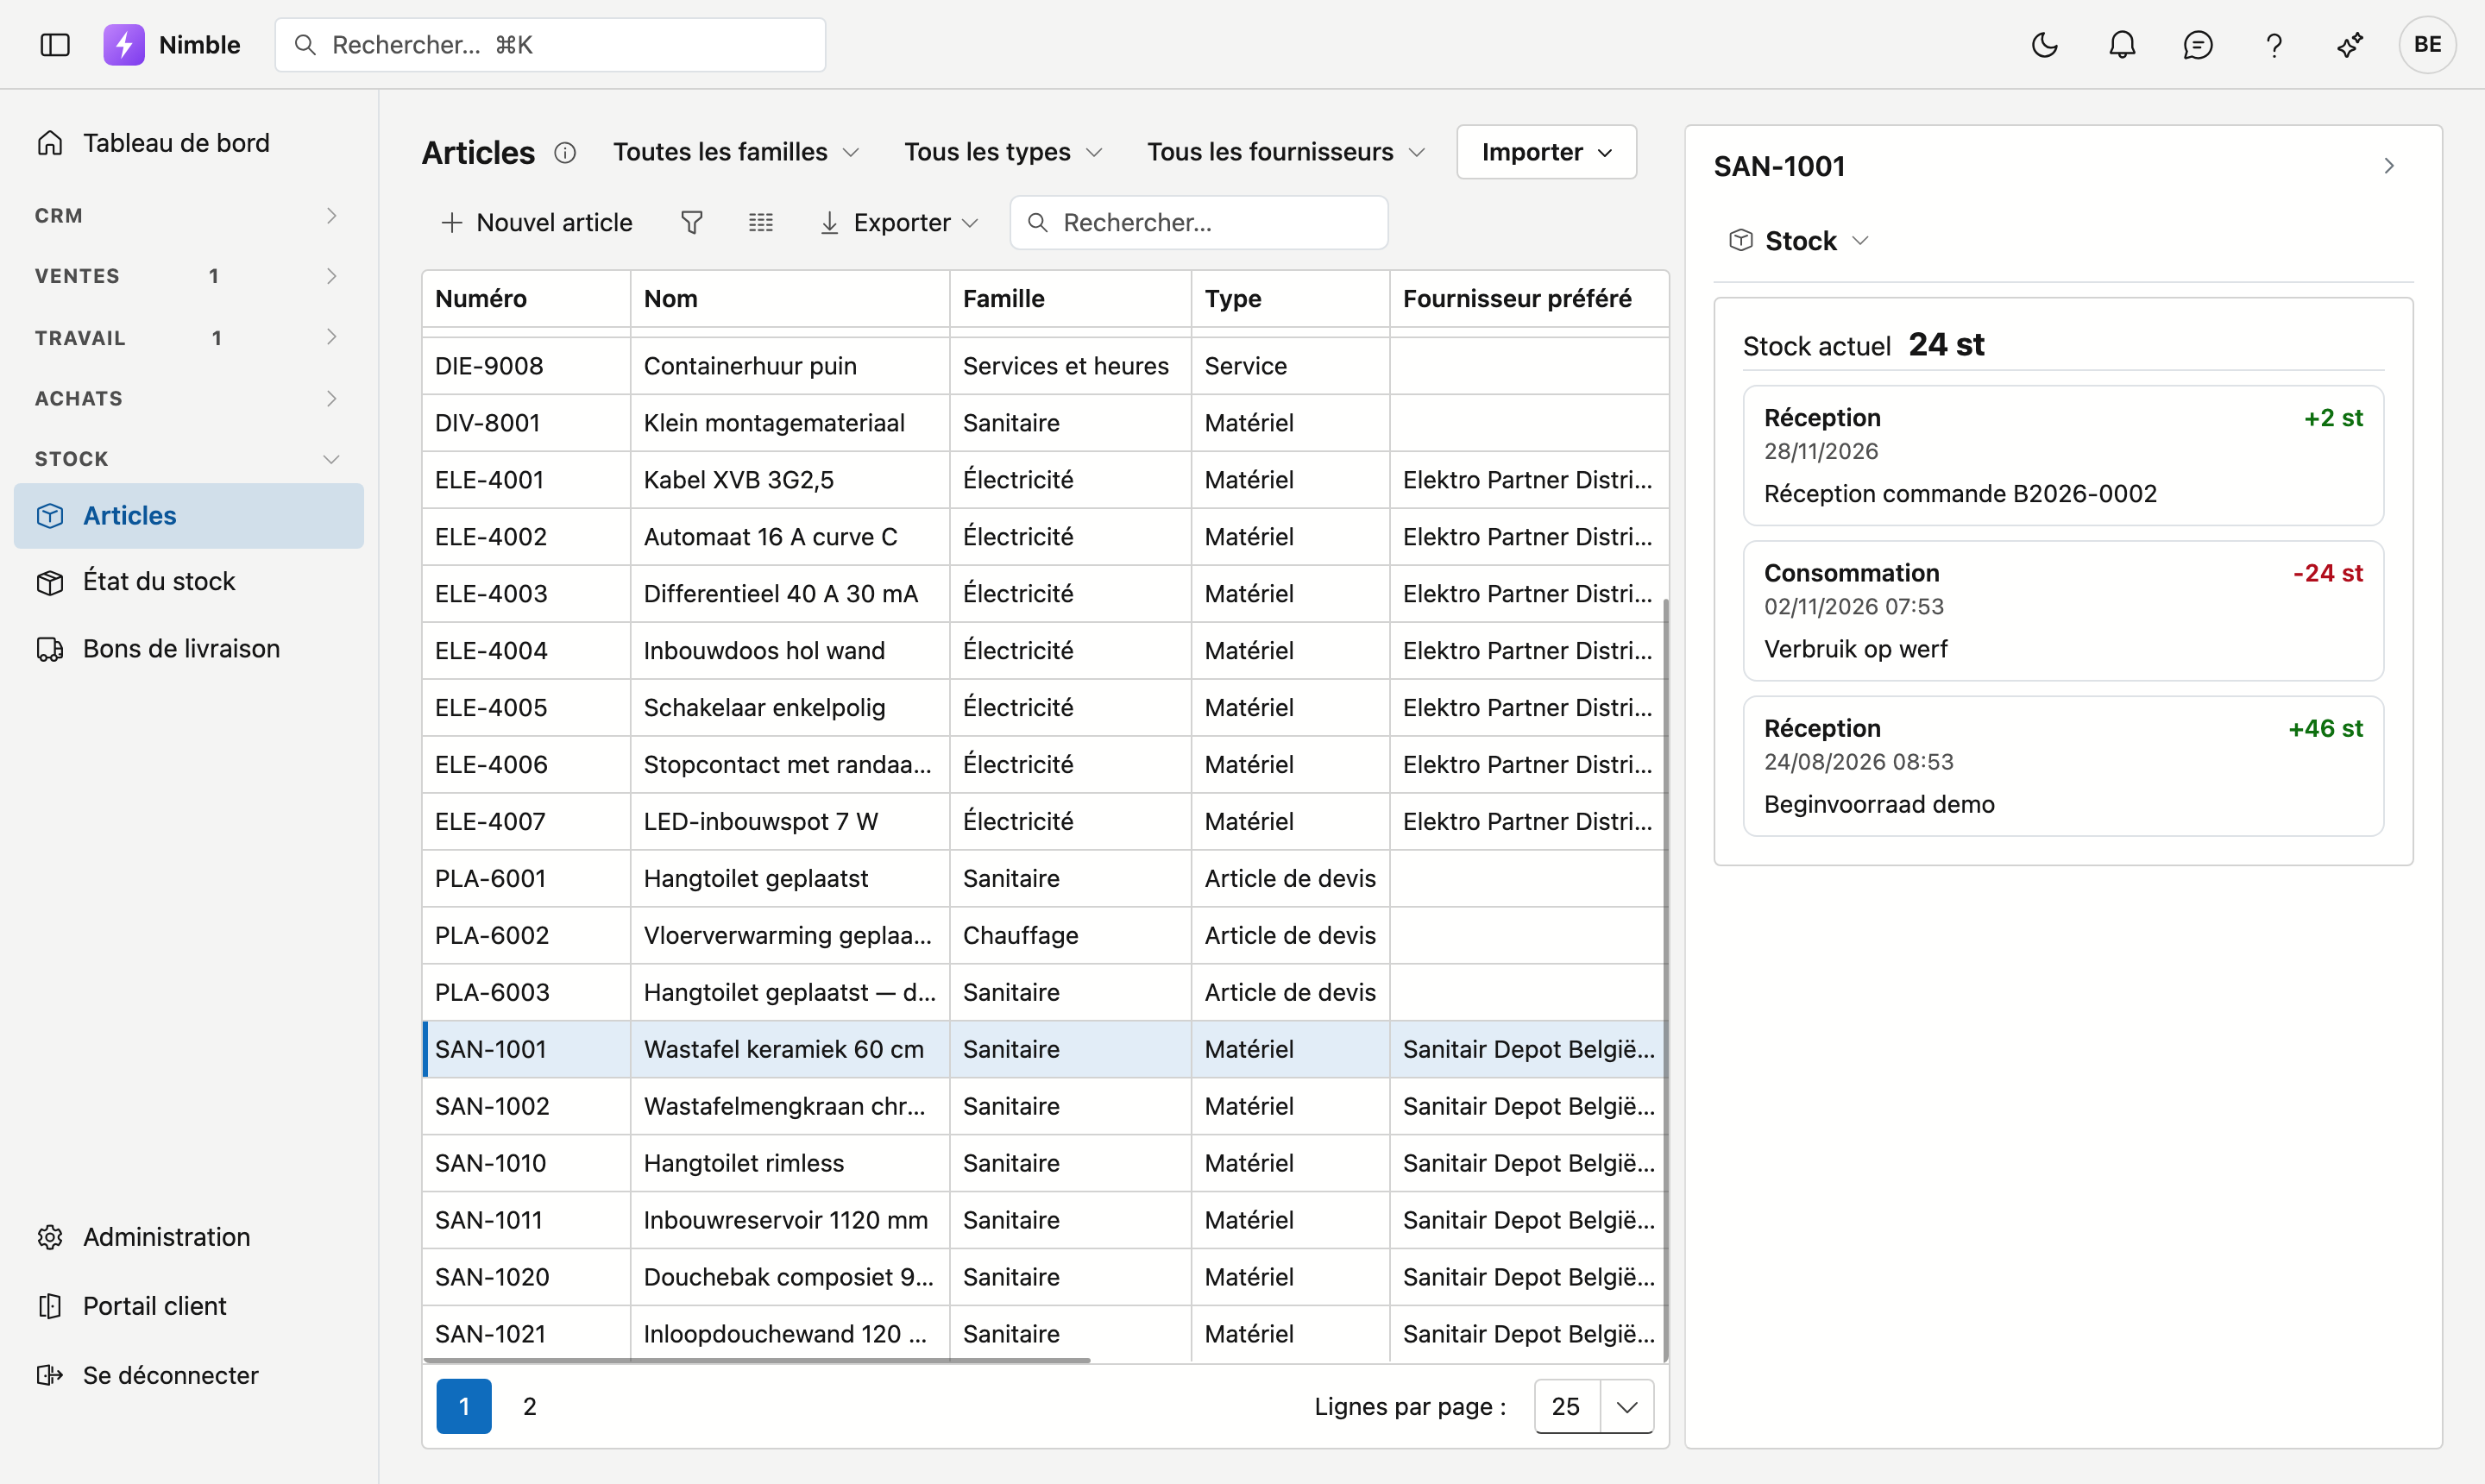 Nimble
Rechercher... ⌘K
BE
Tableau de bord
CRM
VENTES 1
TRAVAIL 1
ACHATS
STOCK
Articles
État du stock
Bons de livraison
Administration
Portail client
Se déconnecter
Articles Toutes les familles Tous les types Tous les fournisseurs Importer
Nouvel article Exporter Rechercher...
Numéro Nom Famille Type Fournisseur préféré
DIE-9008 Containerhuur puin Services et heures Service
DIV-8001 Klein montagemateriaal Sanitaire Matériel
ELE-4001 Kabel XVB 3G2,5 Électricité Matériel Elektro Partner Distri...
ELE-4002 Automaat 16 A curve C Électricité Matériel Elektro Partner Distri...
ELE-4003 Differentieel 40 A 30 mA Électricité Matériel Elektro Partner Distri...
ELE-4004 Inbouwdoos hol wand Électricité Matériel Elektro Partner Distri...
ELE-4005 Schakelaar enkelpolig Électricité Matériel Elektro Partner Distri...
ELE-4006 Stopcontact met randaa... Électricité Matériel Elektro Partner Distri...
ELE-4007 LED-inbouwspot 7 W Électricité Matériel Elektro Partner Distri...
PLA-6001 Hangtoilet geplaatst Sanitaire Article de devis
PLA-6002 Vloerverwarming geplaa... Chauffage Article de devis
PLA-6003 Hangtoilet geplaatst — d... Sanitaire Article de devis
SAN-1001 Wastafel keramiek 60 cm Sanitaire Matériel Sanitair Depot België...
SAN-1002 Wastafelmengkraan chr... Sanitaire Matériel Sanitair Depot België...
SAN-1010 Hangtoilet rimless Sanitaire Matériel Sanitair Depot België...
SAN-1011 Inbouwreservoir 1120 mm Sanitaire Matériel Sanitair Depot België...
SAN-1020 Douchebak composiet 9... Sanitaire Matériel Sanitair Depot België...
SAN-1021 Inloopdouchewand 120 ... Sanitaire Matériel Sanitair Depot België...
1 2 Lignes par page : 25
SAN-1001
Stock
Stock actuel 24 st
Réception +2 st
28/11/2026
Réception commande B2026-0002
Consommation -24 st
02/11/2026 07:53
Verbruik op werf
Réception +46 st
24/08/2026 08:53
Beginvoorraad demo